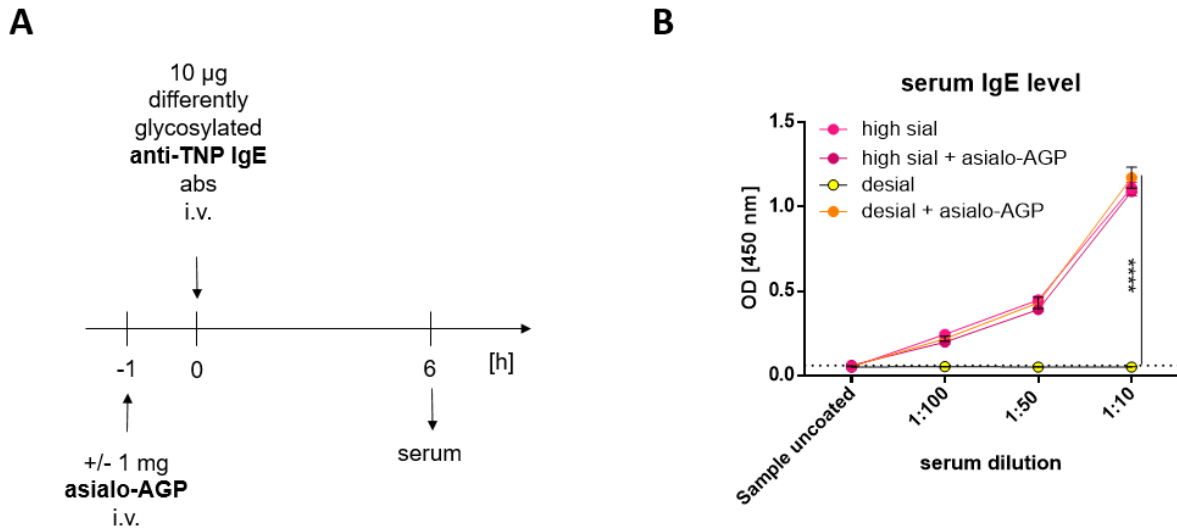 A
10 µg
differently
glycosylated
anti-TNP IgE
abs
i.v.
-1
0
6
[h]
+/- 1 mg
asialo-AGP
i.v.
serum
B
serum IgE level
high sial
high sial + asialo-AGP
desial
desial + asialo-AGP
OD [450 nm]
1.5
1.0
0.5
0.0
****
Sample uncoated
1:100
1:50
1:10
serum dilution